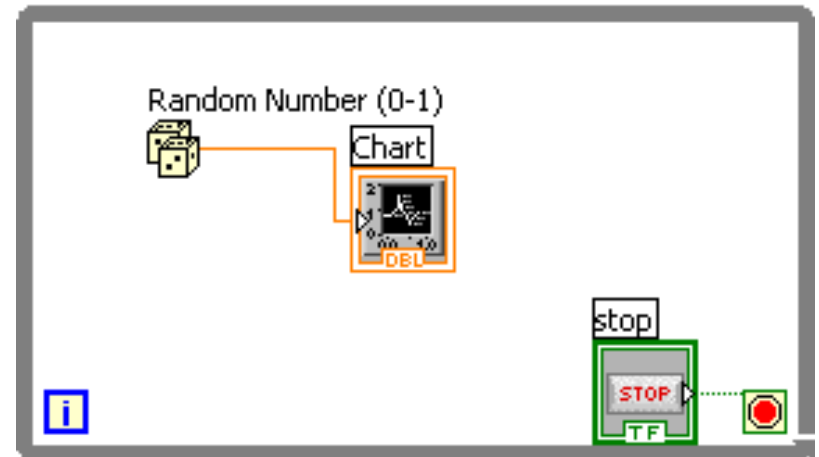 Random Number (0-1)
Chart
DBL
stop
STOP
TF
i